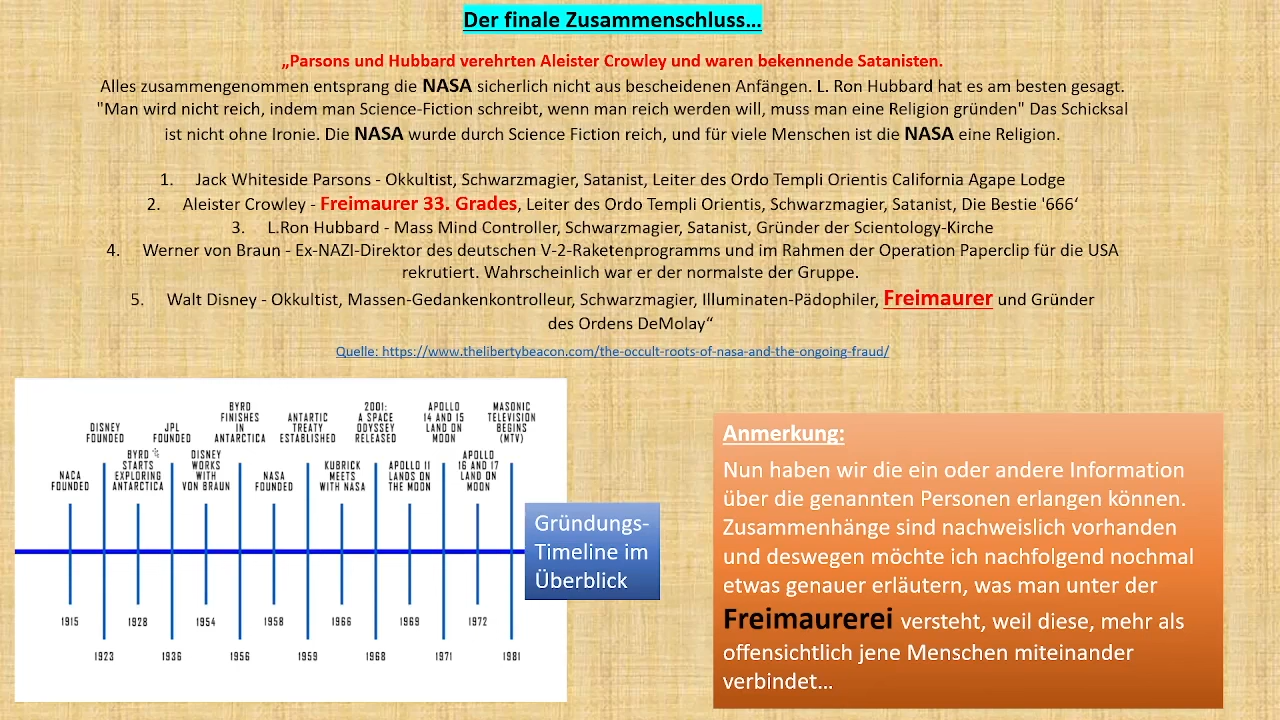 Der finale Zusammenschluss…
„Parsons und Hubbard verehrten Aleister Crowley und waren bekennende Satanisten.
Alles zusammengenommen entsprang die NASA sicherlich nicht aus bescheidenen Anfängen. L. Ron Hubbard hat es am besten gesagt.
"Man wird nicht reich, indem man Science-Fiction schreibt, wenn man reich werden will, muss man eine Religion gründen" Das Schicksal
ist nicht ohne Ironie. Die NASA wurde durch Science Fiction reich, und für viele Menschen ist die NASA eine Religion.
1. Jack Whiteside Parsons - Okkultist, Schwarzmagier, Satanist, Leiter des Ordo Templi Orientis California Agape Lodge
2. Aleister Crowley - Freimaurer 33. Grades, Leiter des Ordo Templi Orientis, Schwarzmagier, Satanist, Die Bestie '666‘
3. L.Ron Hubbard - Mass Mind Controller, Schwarzmagier, Satanist, Gründer der Scientology-Kirche
4. Werner von Braun - Ex-NAZI-Direktor des deutschen V-2-Raketenprogramms und im Rahmen der Operation Paperclip für die USA
rekrutiert. Wahrscheinlich war er der normalste der Gruppe.
5. Walt Disney - Okkultist, Massen-Gedankenkontrolleur, Schwarzmagier, Illuminaten-Pädophiler, Freimaurer und Gründer
des Ordens DeMolay“
Quelle: https://www.thelibertybeacon.com/the-occult-roots-of-nasa-and-the-ongoing-fraud/
NACA
FOUNDED
1915
DISNEY
FOUNDED
1923
BYRD
STARTS
EXPLORING
ANTARCTICA
1928
JPL
FOUNDED
1936
DISNEY
WORKS
WITH
VON BRAUN
1954
BYRD
FINISHES
IN
ANTARCTICA
1956
NASA
FOUNDED
1958
ANTARTIC
TREATY
ESTABLISHED
1959
KUBRICK
MEETS
WITH NASA
1966
2001:
A SPACE
ODYSSEY
RELEASED
1968
APOLLO 11
LANDS ON
THE MOON
1969
APOLLO
14 AND 15
LAND ON
MOON
1971
APOLLO
16 AND 17
LAND ON
MOON
1972
MASONIC
TELEVISION
BEGINS
(MTV)
1981
Gründungs-
Timeline im
Überblick
Anmerkung:
Nun haben wir die ein oder andere Information
über die genannten Personen erlangen können.
Zusammenhänge sind nachweislich vorhanden
und deswegen möchte ich nachfolgend nochmal
etwas genauer erläutern, was man unter der
Freimaurerei versteht, weil diese, mehr als
offensichtlich jene Menschen miteinander
verbindet…